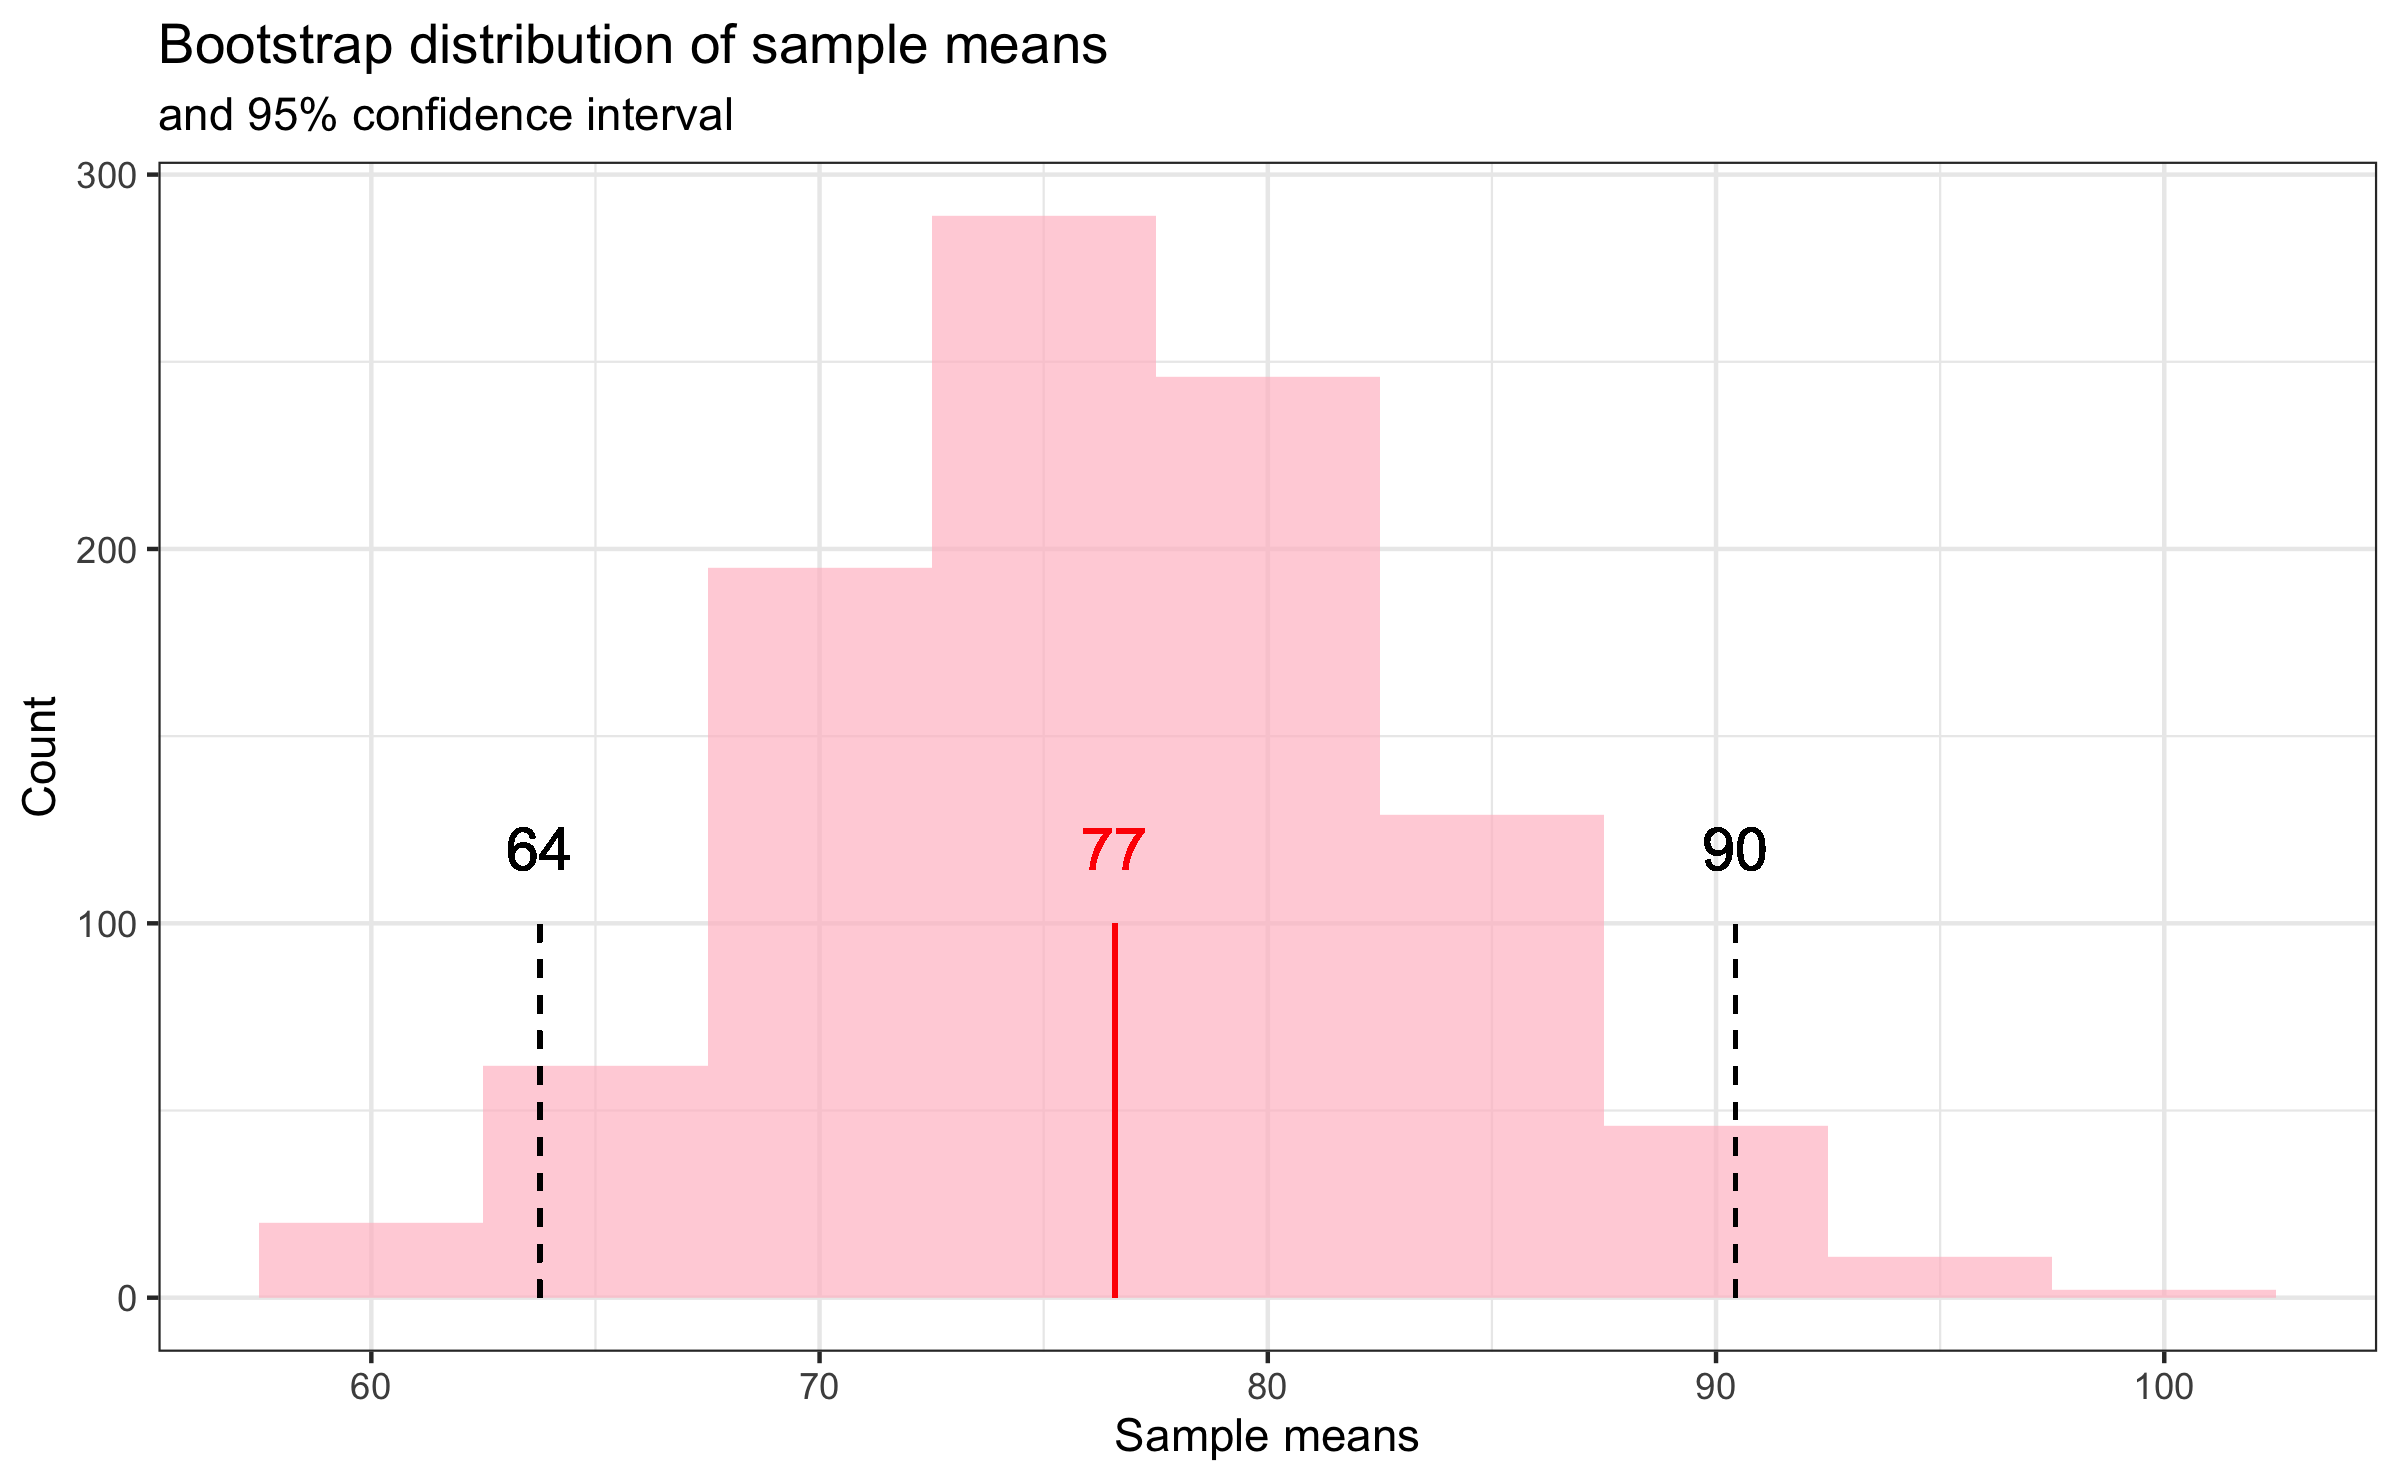 Bootstrap distribution of sample means
and 95% confidence interval
300
200
100
0
Count
64
77
90
60 70 80 90 100
Sample means